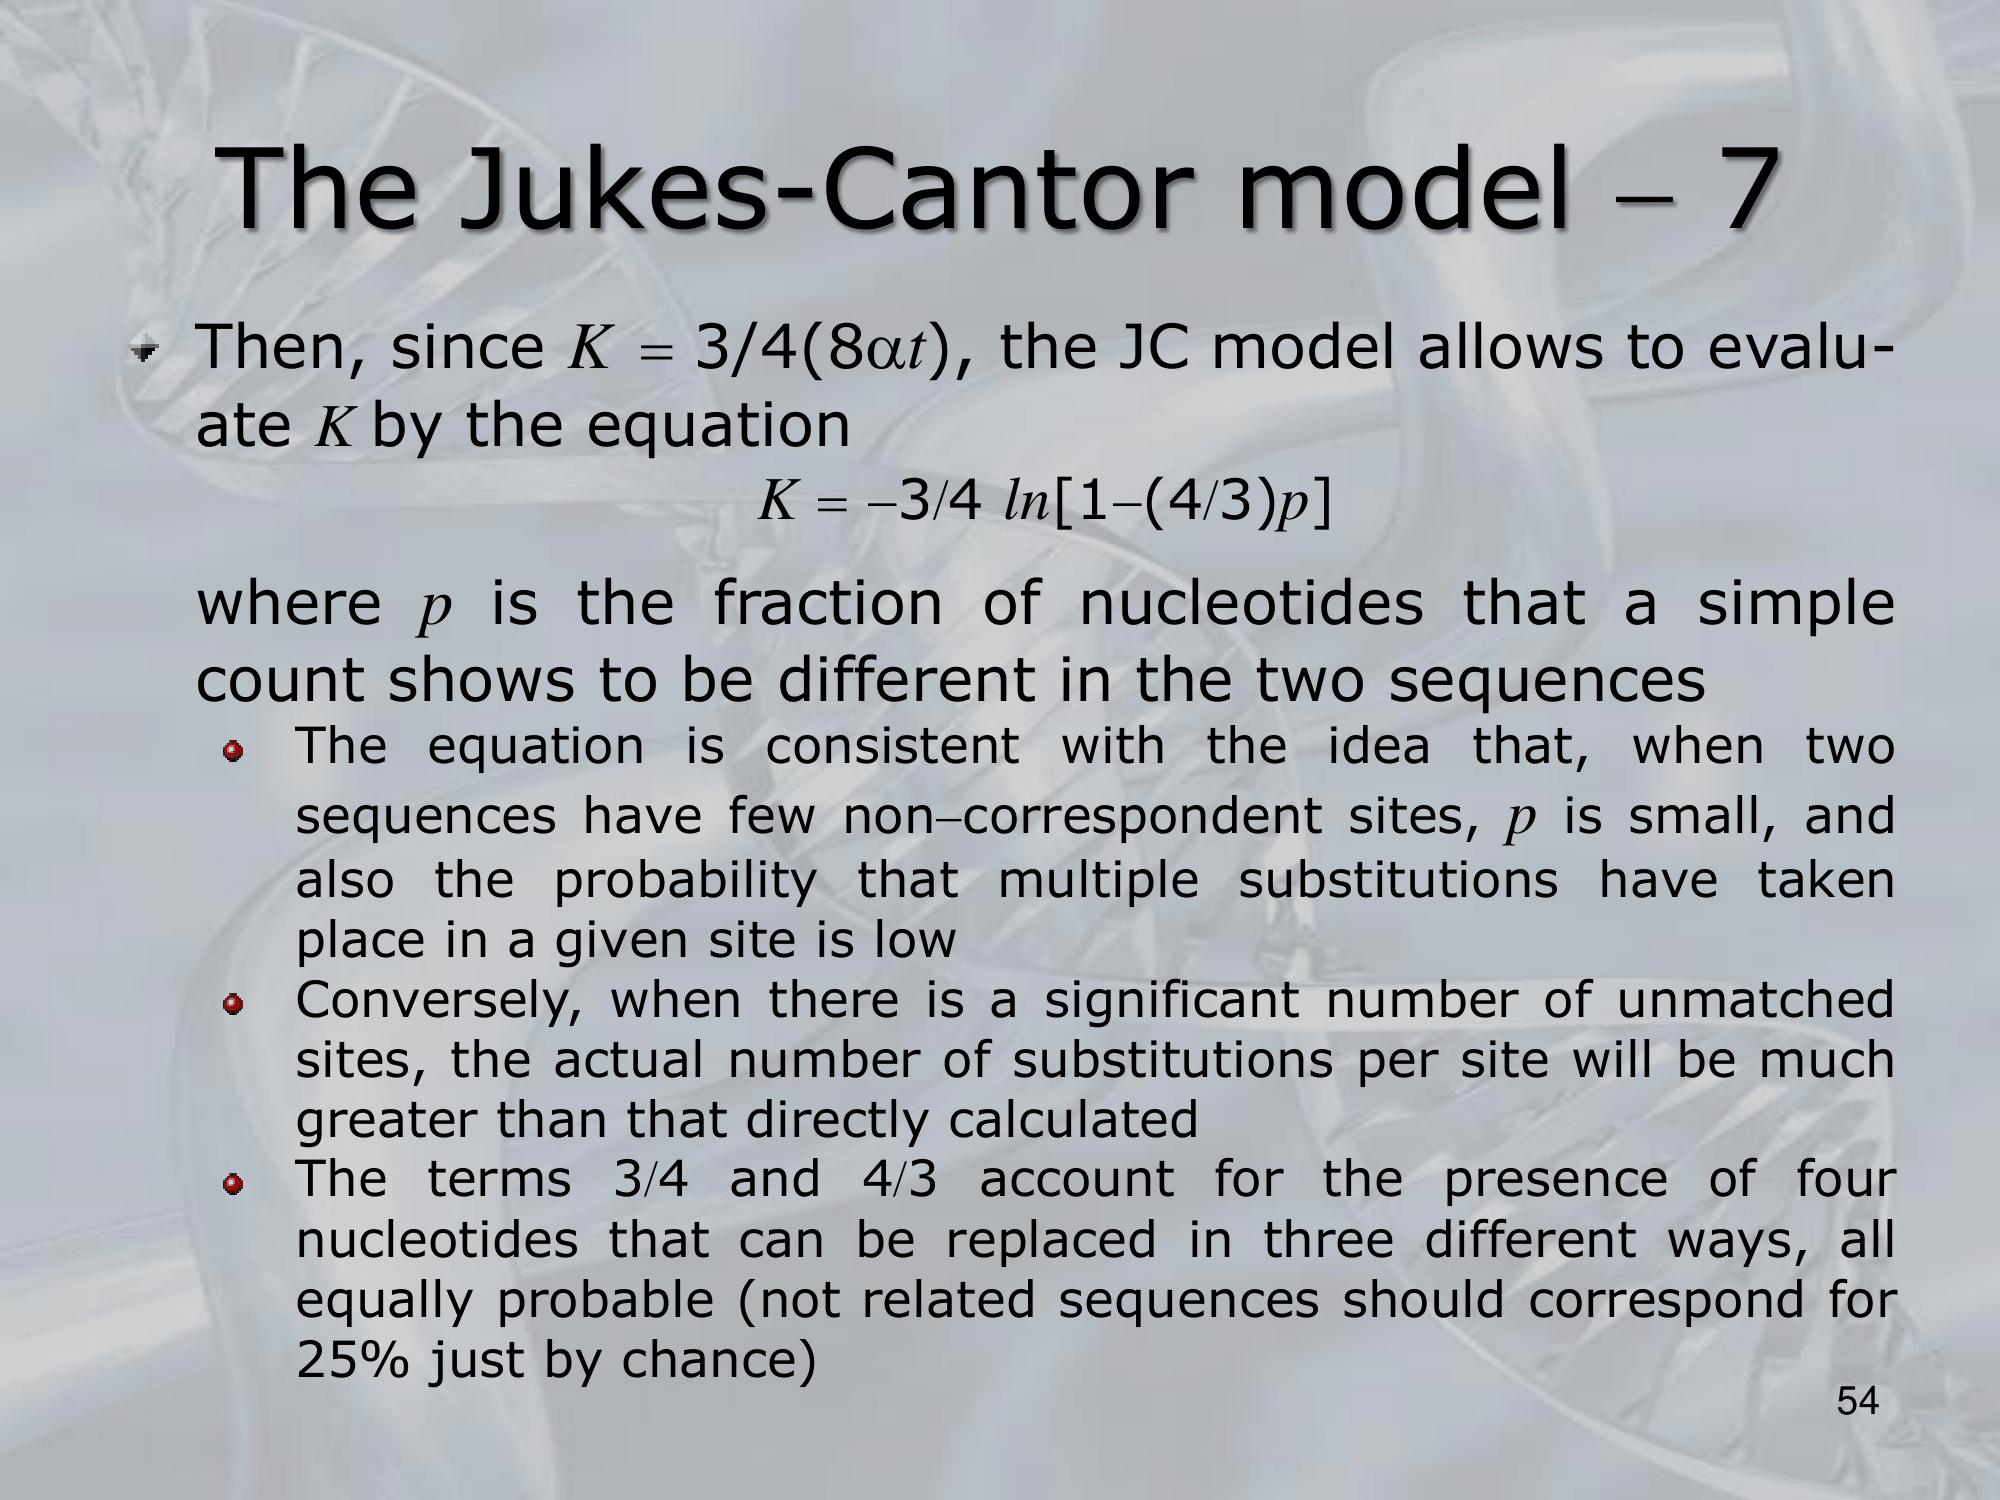 The Jukes-Cantor model – 7
Then, since K = 3/4(8αt), the JC model allows to evalu-
ate K by the equation
K = –3/4 ln[1–(4/3)p]
where p is the fraction of nucleotides that a simple
count shows to be different in the two sequences
The equation is consistent with the idea that, when two
sequences have few non–correspondent sites, p is small, and
also the probability that multiple substitutions have taken
place in a given site is low
Conversely, when there is a significant number of unmatched
sites, the actual number of substitutions per site will be much
greater than that directly calculated
The terms 3/4 and 4/3 account for the presence of four
nucleotides that can be replaced in three different ways, all
equally probable (not related sequences should correspond for
25% just by chance)
54